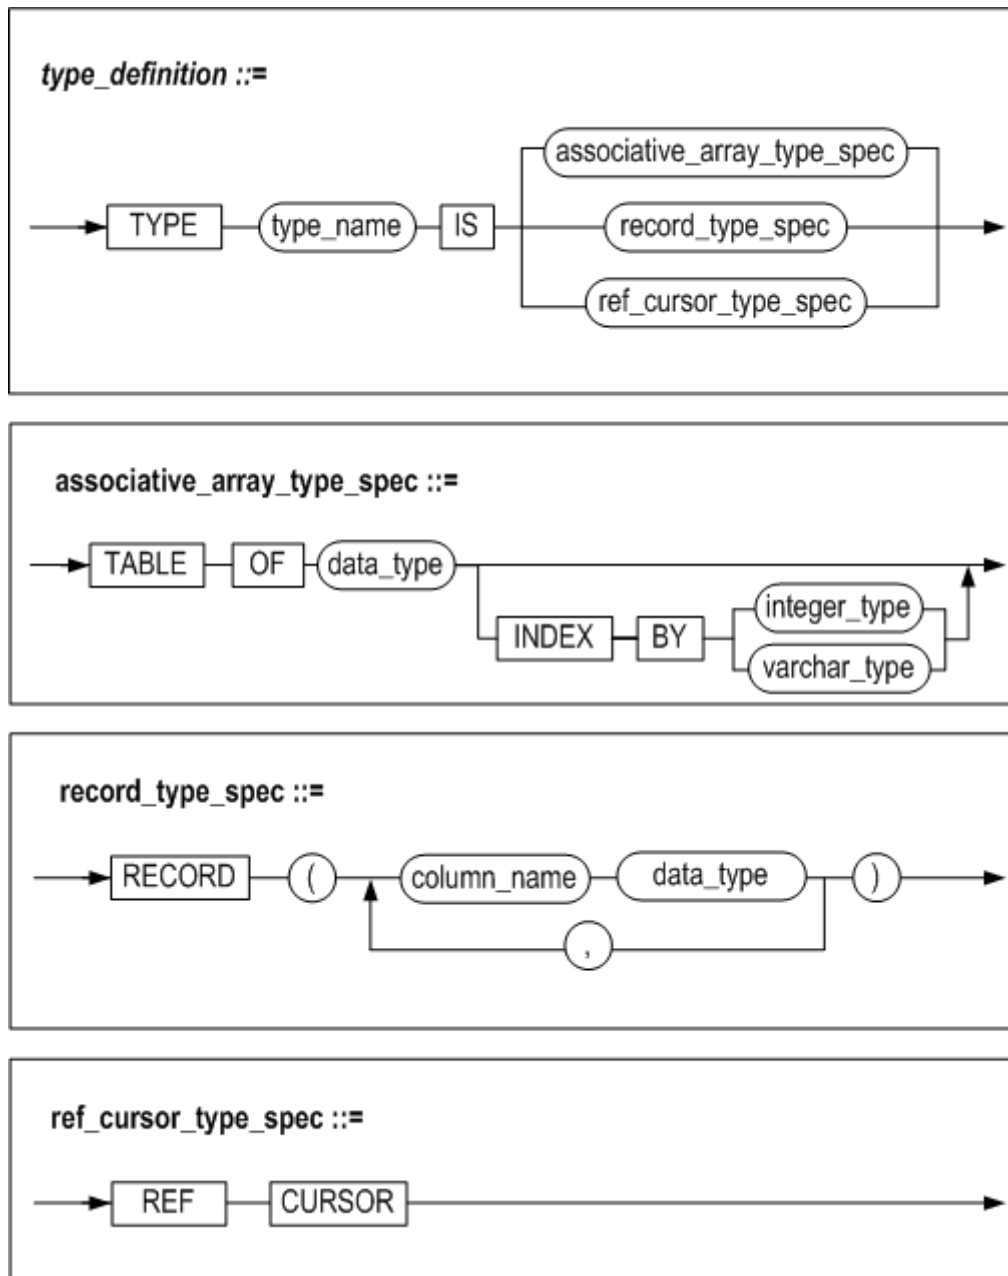 type_definition ::=
associative_array_type_spec
TYPE type_name IS record_type_spec
ref_cursor_type_spec
associative_array_type_spec ::=
TABLE OF data_type
integer_type
INDEX BY
varchar_type
record_type_spec ::=
RECORD ( column_name data_type )
,
ref_cursor_type_spec ::=
REF CURSOR